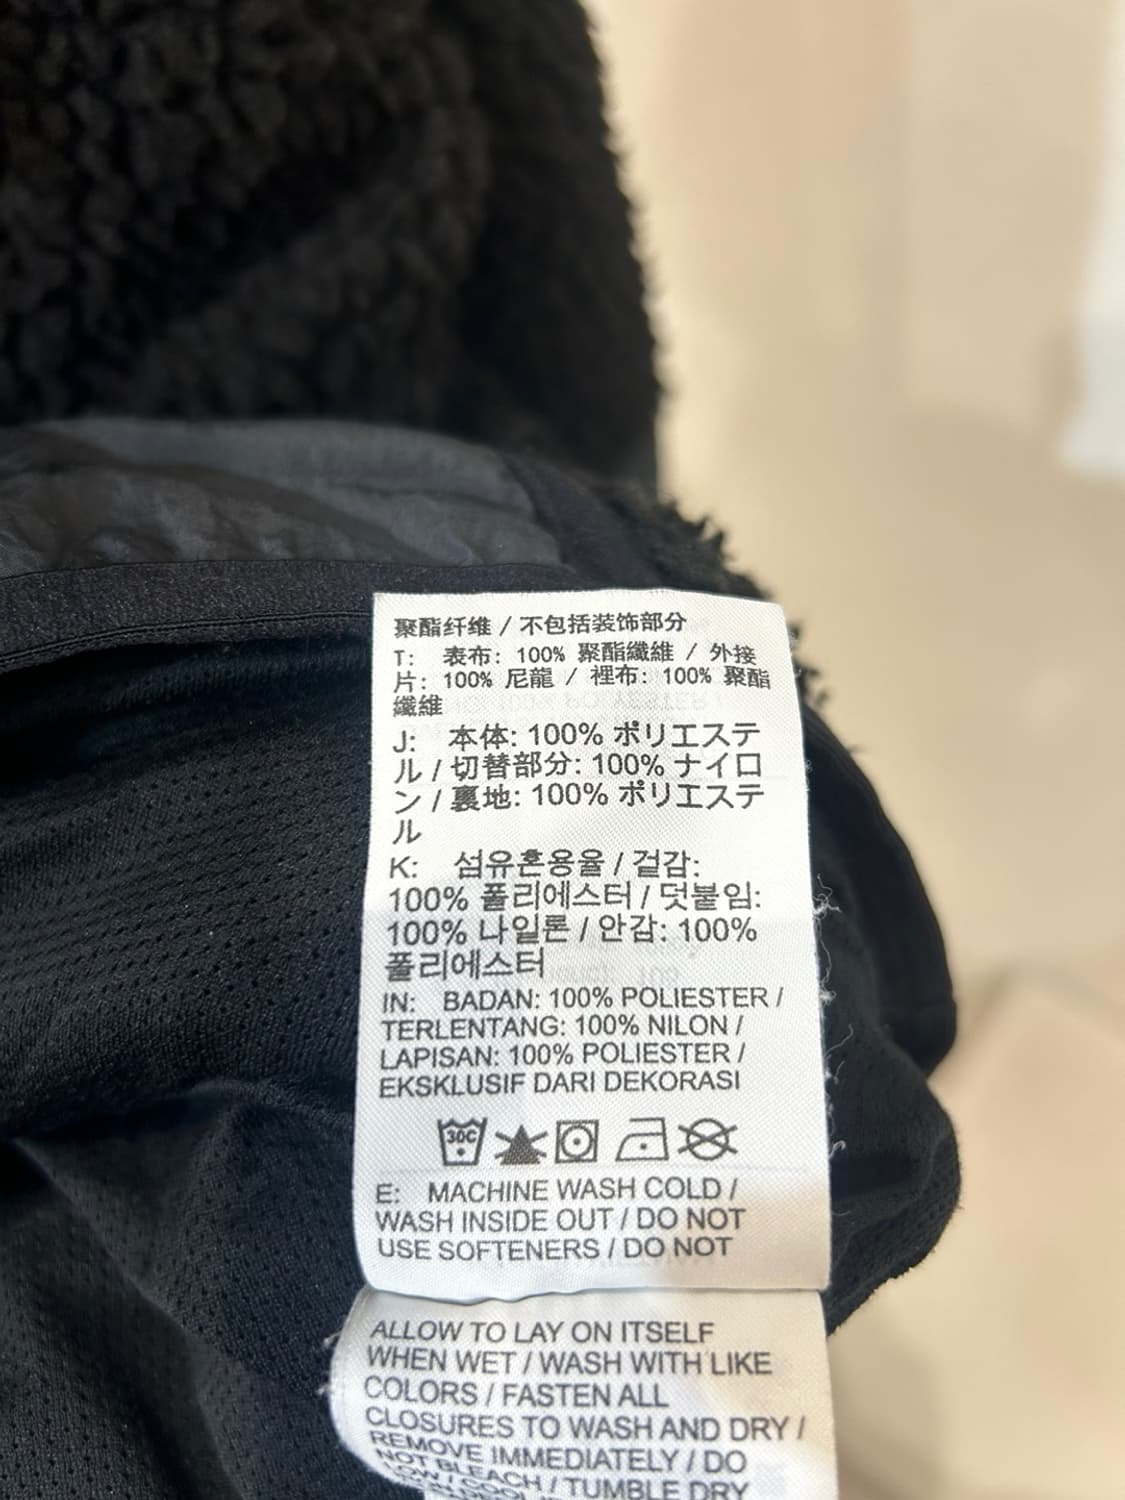 聚酯纤维 / 不包括装饰部分
T: 表布: 100% 聚酯纖維 / 外接
片: 100% 尼龍 / 裡布: 100% 聚酯
纖維
J: 本体: 100% ポリエステ
ル / 切替部分: 100% ナイロ
ン / 裏地: 100% ポリエステ
ル
K: 섬유혼용율 / 겉감:
100% 폴리에스터 / 덧붙임:
100% 나일론 / 안감: 100%
폴리에스터
IN: BADAN: 100% POLIESTER /
TERLENTANG: 100% NILON /
LAPISAN: 100% POLIESTER /
EKSKLUSIF DARI DEKORASI
30C
E: MACHINE WASH COLD /
WASH INSIDE OUT / DO NOT
USE SOFTENERS / DO NOT
ALLOW TO LAY ON ITSELF
WHEN WET / WASH WITH LIKE
COLORS / FASTEN ALL
CLOSURES TO WASH AND DRY /
REMOVE IMMEDIATELY / DO
NOT BLEACH / TUMBLE DRY
LOW / COOL